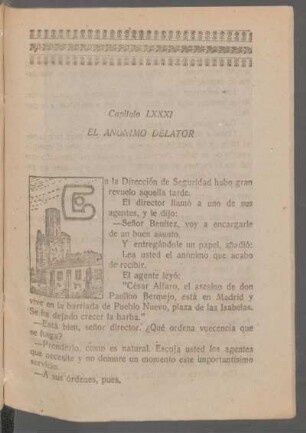 Capítulo LXXXI
EL ANONIMO DELATOR
En la Dirección de Seguridad hubo gran
revuelo aquella tarde.
El director llamó a uno de sus
agentes, y le dijo:
—Señor Benítez, voy a encargarle
de un buen asunto.
Y entregándole un papel, añadió:
Lea usted el anónimo que acabo
de recibir.
El agente leyó:
"César Alfaro, el asesino de don
Paulino Bermejo, está en Madrid y
vive en la barriada de Pueblo Nuevo, plaza de las Isabelas.
Se ha dejado crecer la barba."
—Está bien, señor director. ¿Qué ordena vuecencia que
se haga?
—Prenderlo, como es natural. Escoja usted los agentes
que necesite y no demore un momento este importantísimo
servicio.
—A sus órdenes, pues.